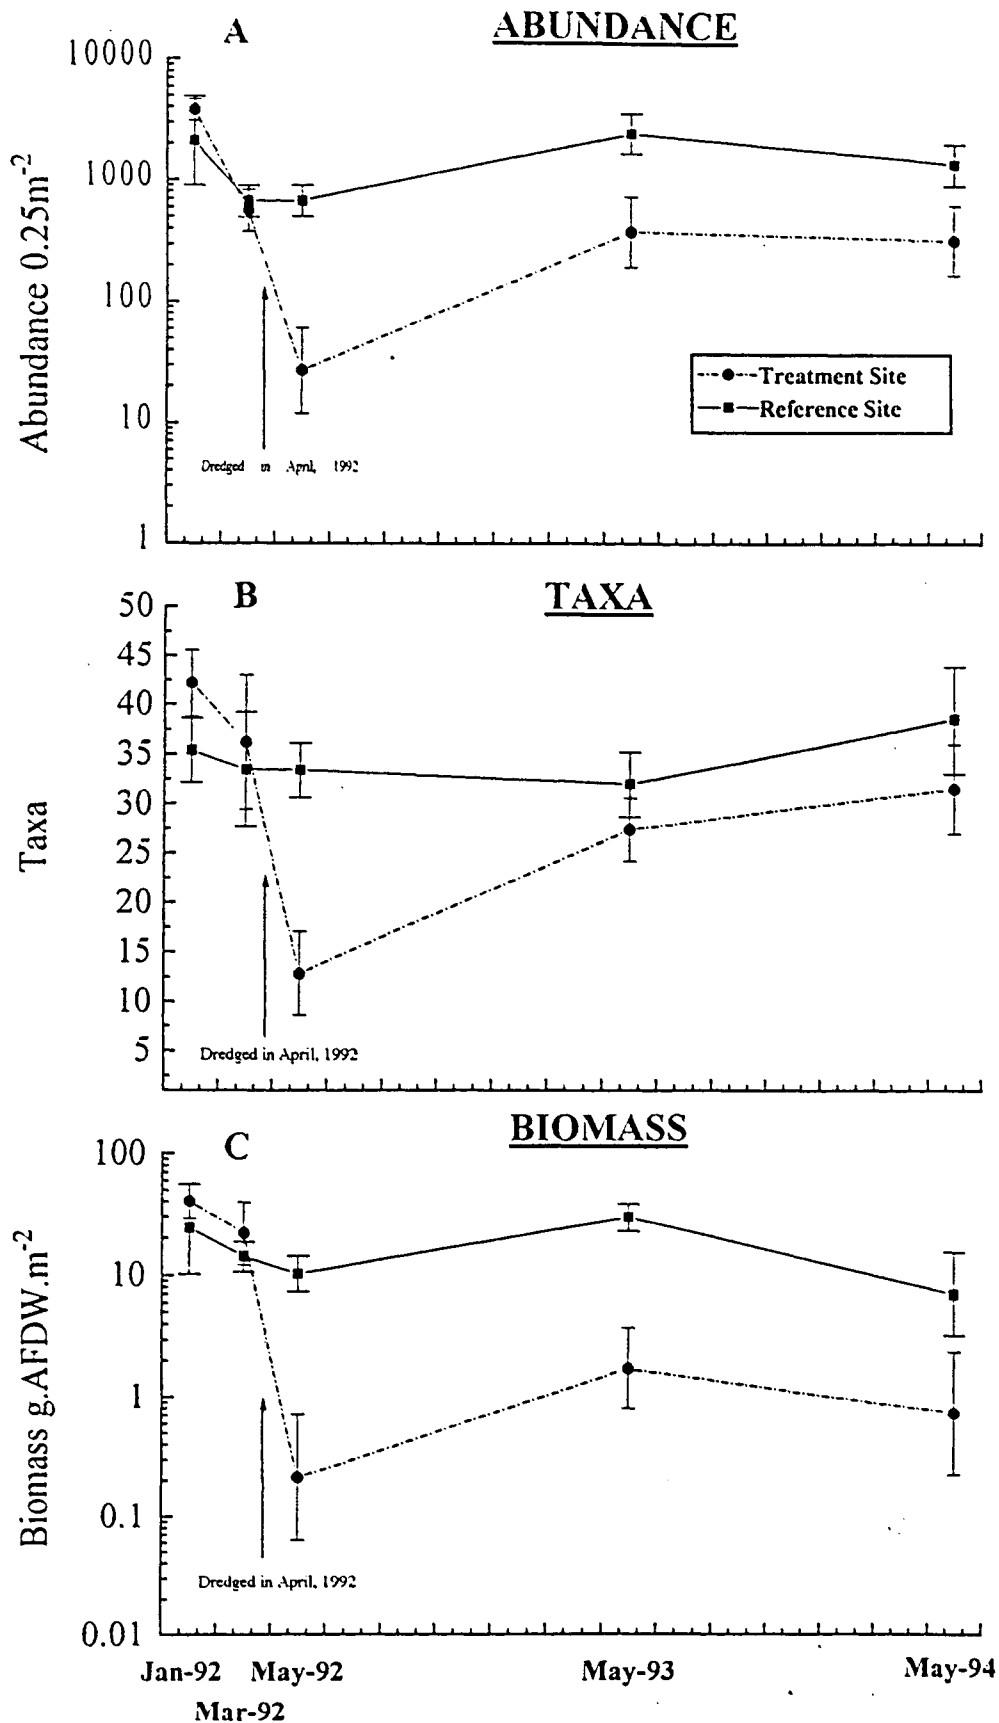 A
ABUNDANCE
Abundance 0.25m⁻²
10000
1000
100
10
1
Treatment Site
Reference Site
Dredged in April, 1992
B
TAXA
Taxa
50
45
40
35
30
25
20
15
10
5
Dredged in April, 1992
C
BIOMASS
Biomass g.AFDW.m⁻²
100
10
1
0.1
0.01
Dredged in April, 1992
Jan-92 May-92 May-93 May-94
Mar-92